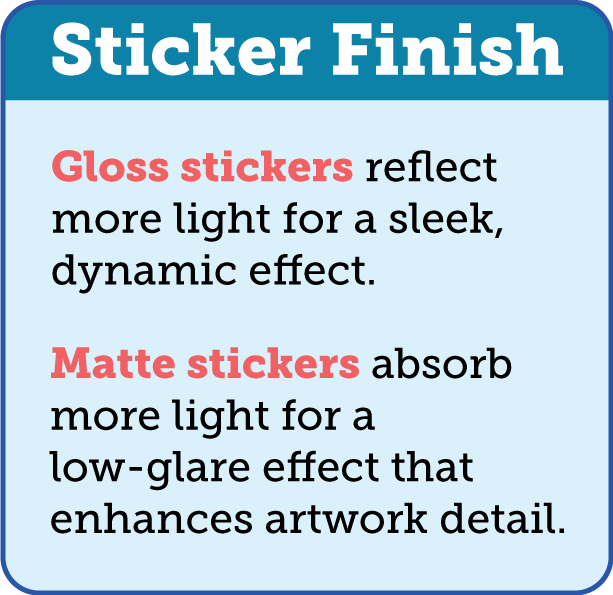 Sticker Finish
Gloss stickers reflect
more light for a sleek,
dynamic effect.
Matte stickers absorb
more light for a
low-glare effect that
enhances artwork detail.